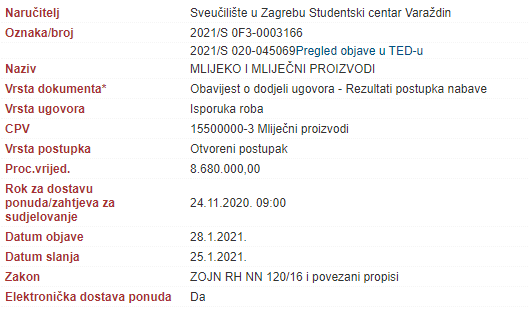 Naručitelj Sveučilište u Zagrebu Studentski centar Varaždin
Oznaka/broj 2021/S 0F3-0003166
2021/S 020-045069Pregled objave u TED-u
Naziv MLIJEKO I MLIJEČNI PROIZVODI
Vrsta dokumenta* Obavijest o dodjeli ugovora - Rezultati postupka nabave
Vrsta ugovora Isporuka roba
CPV 15500000-3 Mliječni proizvodi
Vrsta postupka Otvoreni postupak
Proc.vrijed. 8.680.000,00
Rok za dostavu
ponuda/zahtjeva za 24.11.2020. 09:00
sudjelovanje
Datum objave 28.1.2021.
Datum slanja 25.1.2021.
Zakon ZOJN RH NN 120/16 i povezani propisi
Elektronička dostava ponuda Da